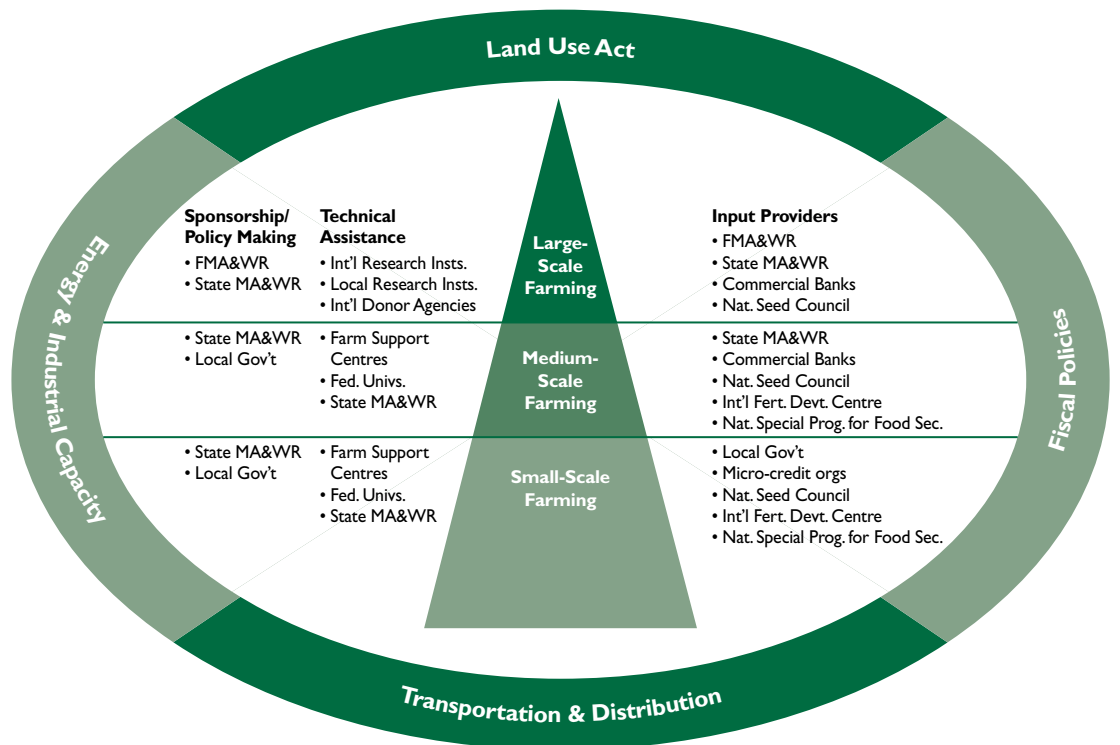 Land Use Act
Energy & Industrial Capacity
Fiscal Policies
Sponsorship/
Policy Making
• FMA&WR
• State MA&WR
Technical
Assistance
• Int'l Research Insts.
• Local Research Insts.
• Int'l Donor Agencies
Large-
Scale
Farming
Input Providers
• FMA&WR
• State MA&WR
• Commercial Banks
• Nat. Seed Council
• State MA&WR
• Local Gov't
• Farm Support
Centres
• Fed. Univs.
• State MA&WR
Medium-
Scale
Farming
• State MA&WR
• Commercial Banks
• Nat. Seed Council
• Int'l Fert. Devt. Centre
• Nat. Special Prog. for Food Sec.
• State MA&WR
• Local Gov't
• Farm Support
Centres
• Fed. Univs.
• State MA&WR
Small-Scale
Farming
• Local Gov't
• Micro-credit orgs
• Nat. Seed Council
• Int'l Fert. Devt. Centre
• Nat. Special Prog. for Food Sec.
Transportation & Distribution